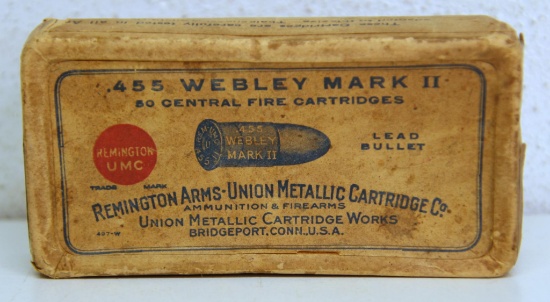 .455 WEBLEY MARK II
50 CENTRAL FIRE CARTRIDGES
.455
WEBLEY
MARK II
LEAD
BULLET
REMINGTON
UMC
TRADE MARK
REMINGTON ARMS-UNION METALLIC CARTRIDGE CO.
AMMUNITION & FIREARMS
UNION METALLIC CARTRIDGE WORKS
BRIDGEPORT, CONN., U.S.A.